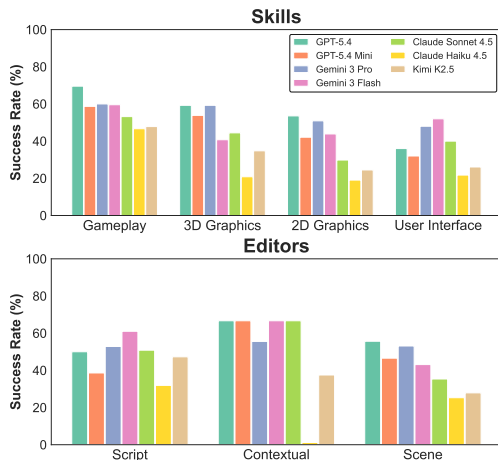 Skills
Success Rate (%)
100
80
60
40
20
0
GPT-5.4
GPT-5.4 Mini
Gemini 3 Pro
Gemini 3 Flash
Claude Sonnet 4.5
Claude Haiku 4.5
Kimi K2.5
Gameplay
3D Graphics
2D Graphics
User Interface
Editors
Success Rate (%)
100
80
60
40
20
0
Script
Contextual
Scene